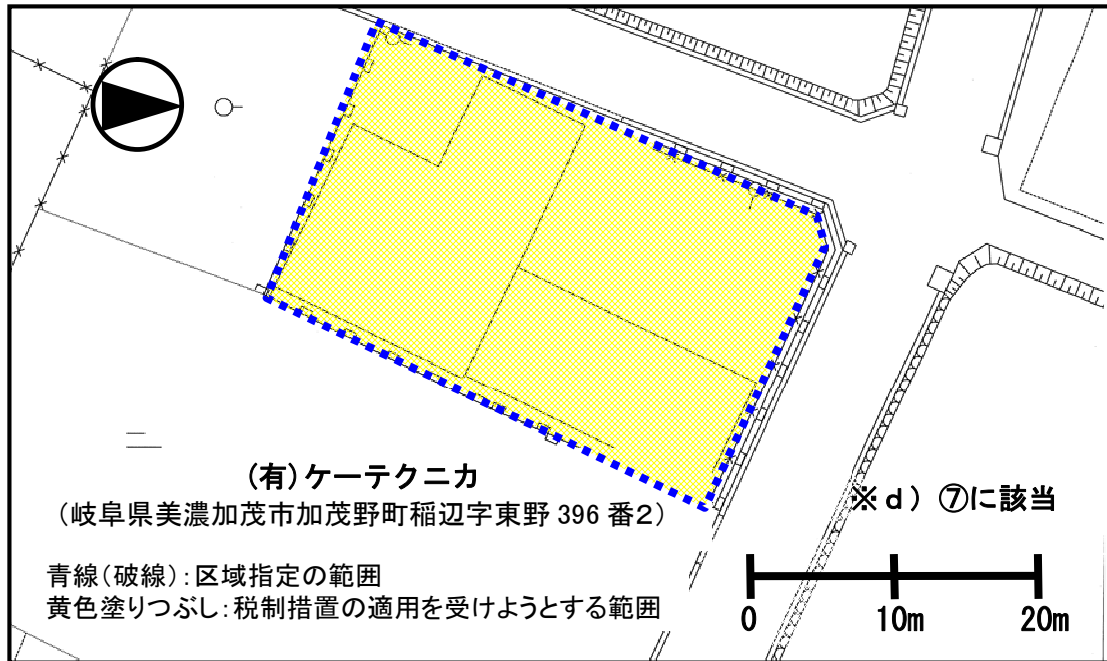 (有)ケーテクニカ
（岐阜県美濃加茂市加茂野町稲辺字東野 396 番２）
※ｄ）⑦に該当
青線（破線）：区域指定の範囲
黄色塗りつぶし：税制措置の適用を受けようとする範囲
0 10m 20m